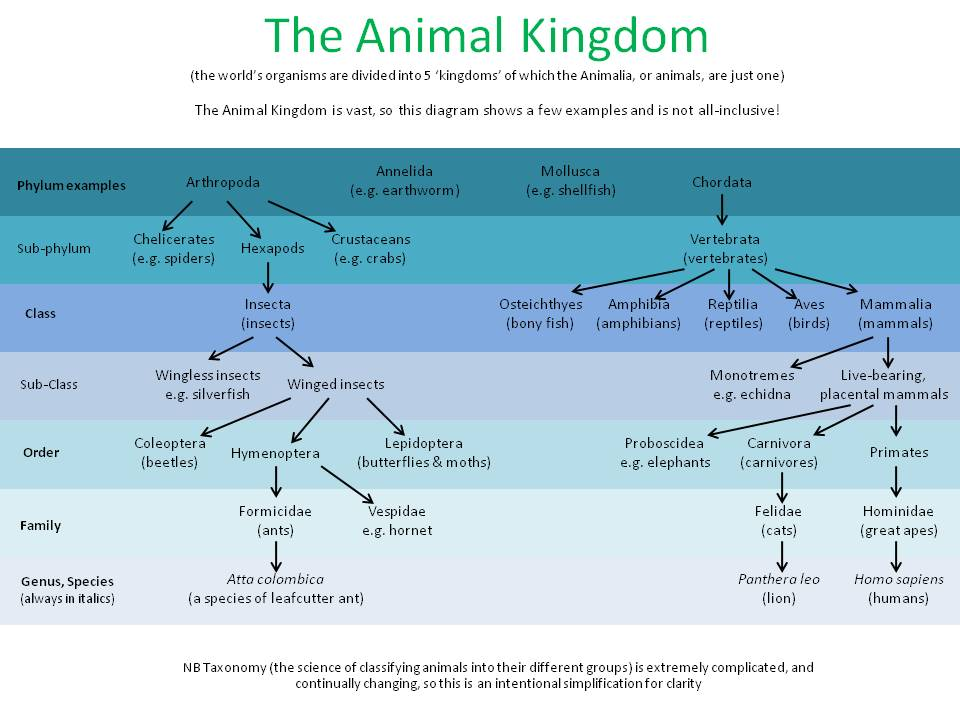 The Animal Kingdom
(the world's organisms are divided into 5 'kingdoms' of which the Animalia, or animals, are just one)
The Animal Kingdom is vast, so this diagram shows a few examples and is not all-inclusive!
Phylum examples
Arthropoda
Annelida
(e.g. earthworm)
Mollusca
(e.g. shellfish)
Chordata
Sub-phylum
Chelicerates
(e.g. spiders)
Hexapods
Crustaceans
(e.g. crabs)
Vertebrata
(vertebrates)
Class
Insecta
(insects)
Osteichthyes
(bony fish)
Amphibia
(amphibians)
Reptilia
(reptiles)
Aves
(birds)
Mammalia
(mammals)
Sub-Class
Wingless insects
e.g. silverfish
Winged insects
Monotremes
e.g. echidna
Live-bearing,
placental mammals
Order
Coleoptera
(beetles)
Hymenoptera
Lepidoptera
(butterflies & moths)
Proboscidea
e.g. elephants
Carnivora
(carnivores)
Primates
Family
Formicidae
(ants)
Vespidae
e.g. hornet
Felidae
(cats)
Hominidae
(great apes)
Genus, Species
(always in italics)
Atta colombica
(a species of leafcutter ant)
Panthera leo
(lion)
Homo sapiens
(humans)
NB Taxonomy (the science of classifying animals into their different groups) is extremely complicated, and
continually changing, so this is an intentional simplification for clarity